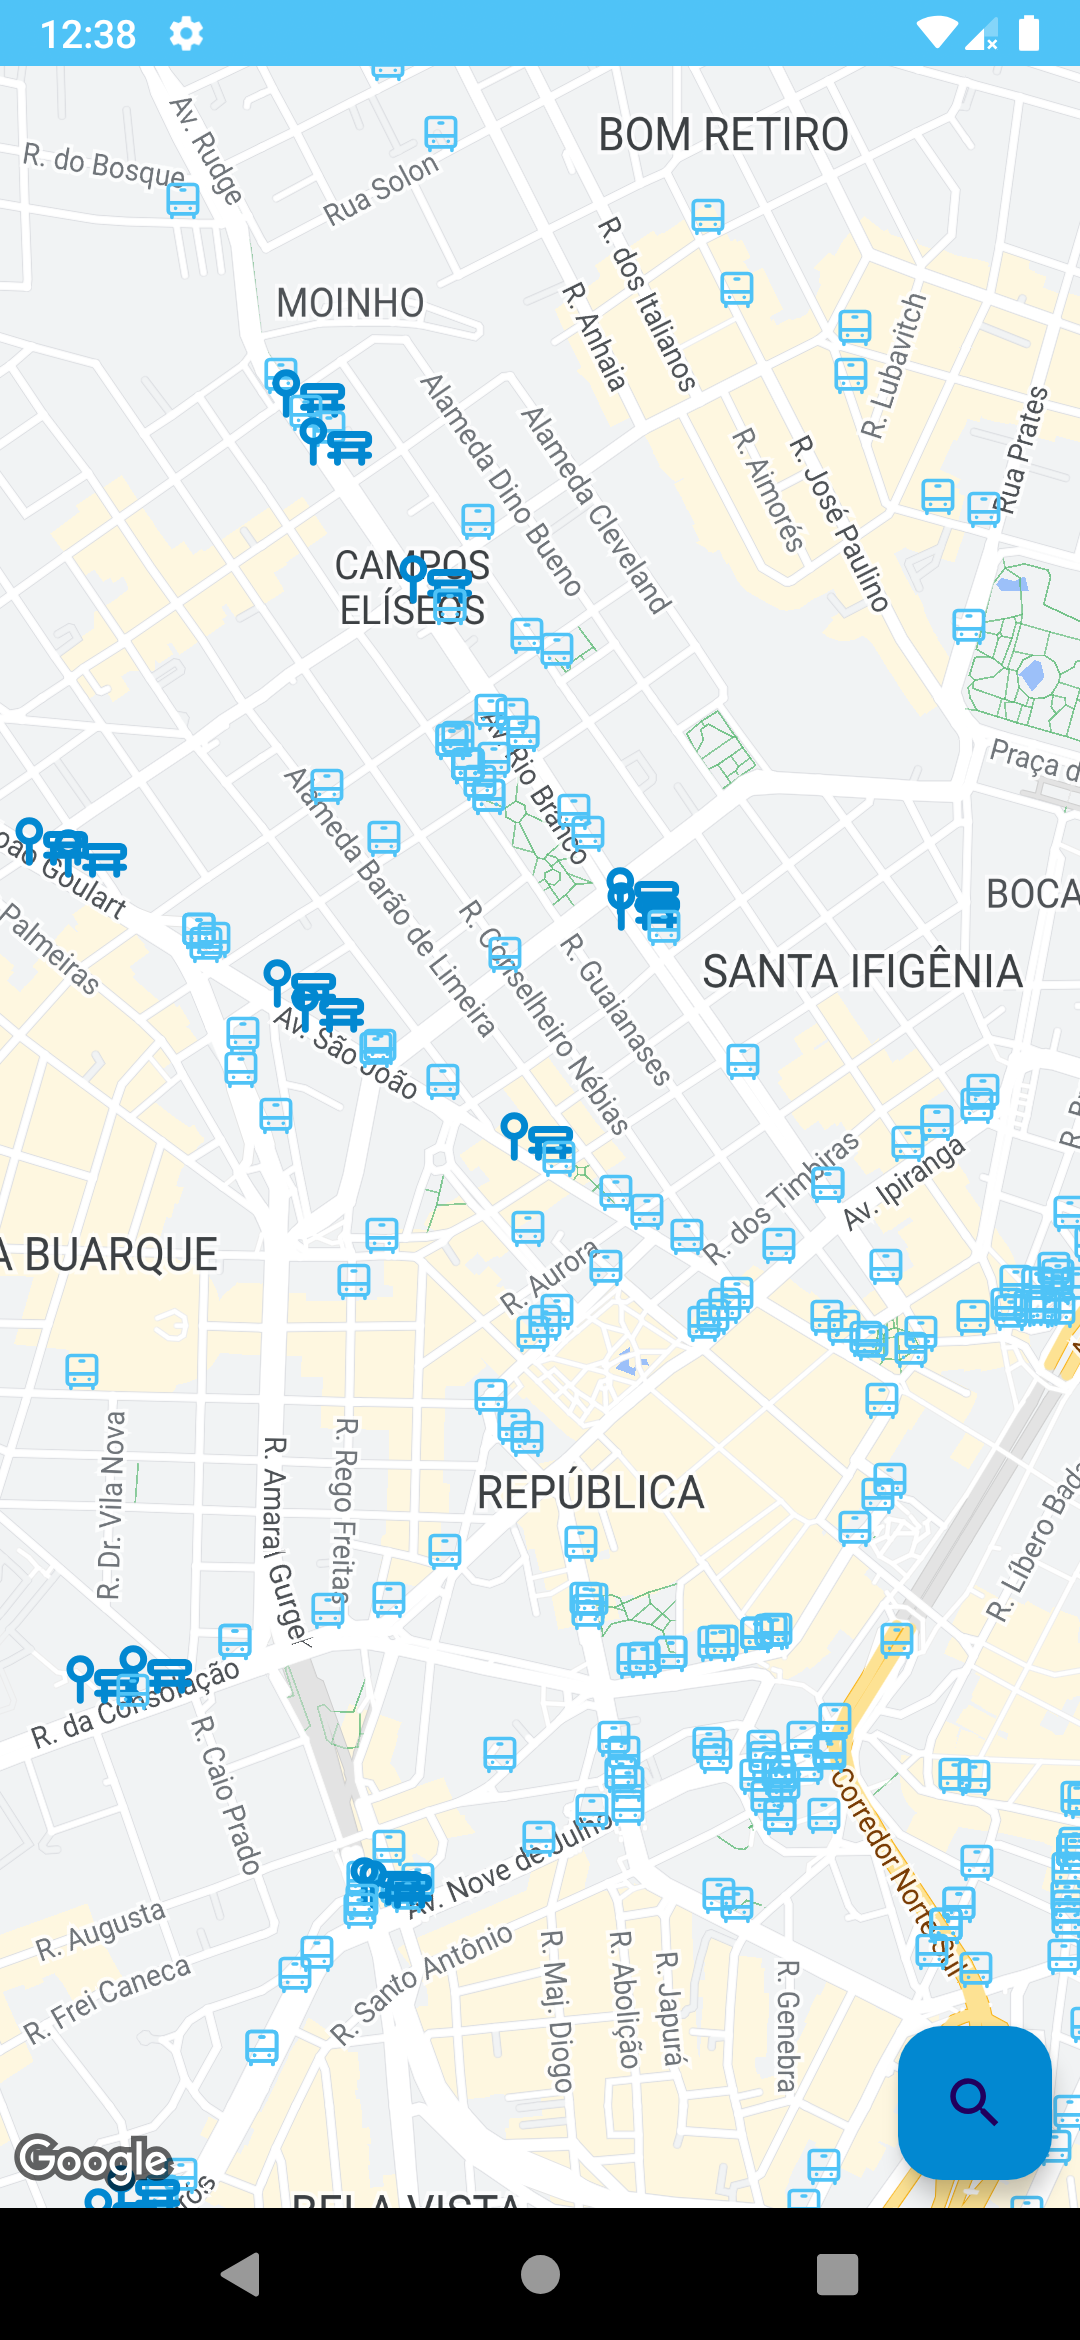 12:38
BOM RETIRO
Av. Rudge
R. do Bosque
Rua Solon
R. dos Italianos
R. Anhaia
MOINHO
R. Lubavitch
Alameda Dino Bueno
Alameda Cleveland
Rua Prates
R. Aimorés
R. José Paulino
CAMPOS
ELÍSEOS
Av. Rio Branco
Praça d
Alameda Barão de Limeira
oão Goulart
Palmeiras
BOCA
R. Conselheiro Nébias
R. Guaianases
SANTA IFIGÊNIA
Av. São João
R. dos Timbiras
Av. Ipiranga
A BUARQUE
R. Aurora
R. Dr. Vila Nova
R. Amaral Gurgel
R. Rego Freitas
REPÚBLICA
R. Líbero Bada
R. da Consolação
R. Caio Prado
Corredor Norte-Sul
Av. Nove de Julho
R. Augusta
R. Frei Caneca
R. Santo Antônio
R. Maj. Diogo
R. Abolição
R. Japurá
R. Genebra
Google
BELA VISTA